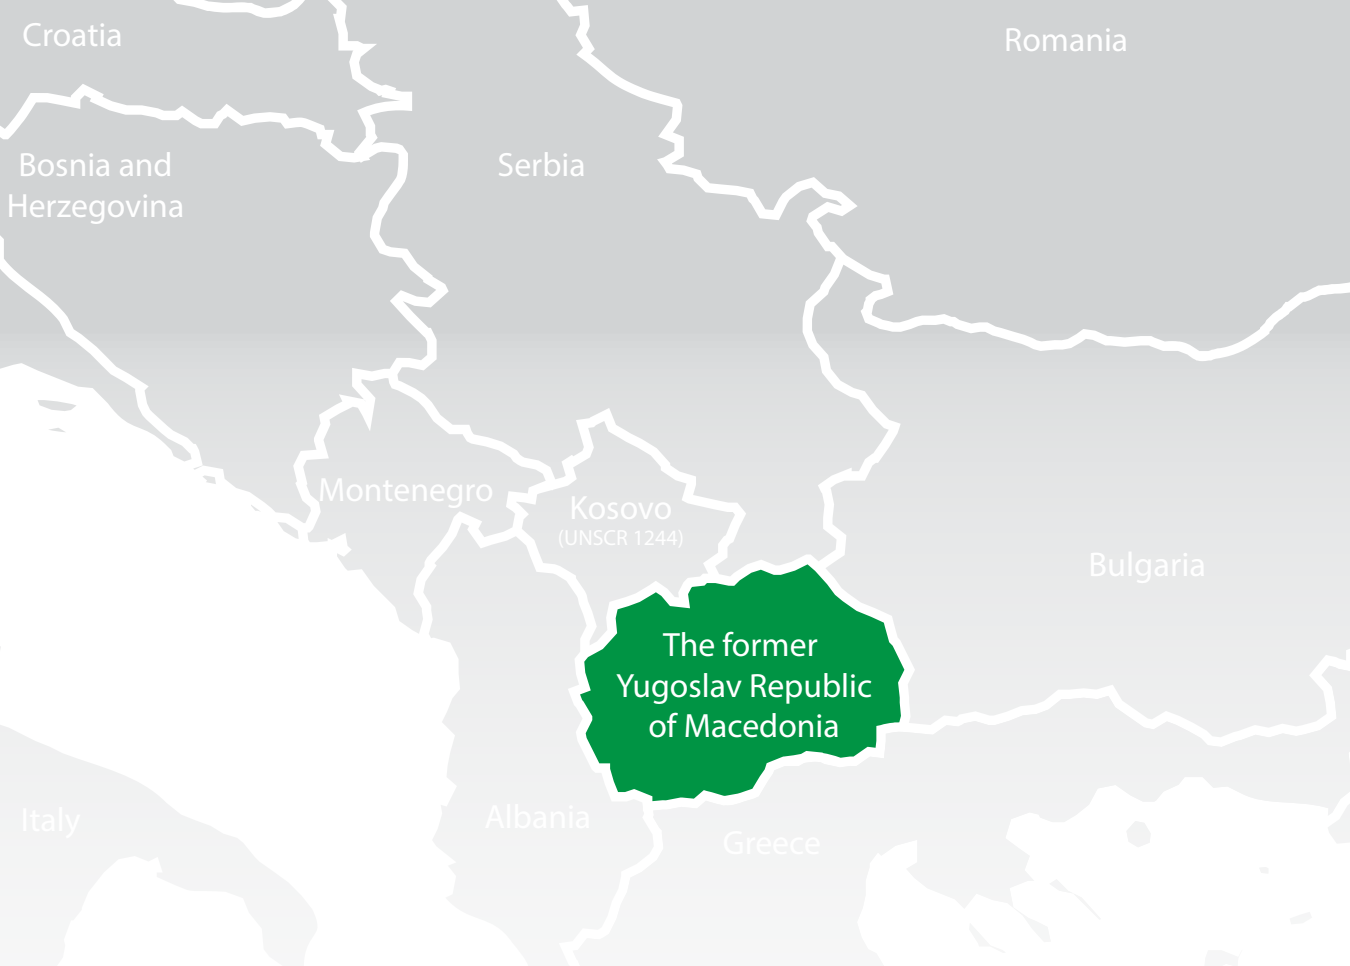 Croatia
Romania
Bosnia and
Herzegovina
Serbia
Montenegro
Kosovo
(UNSCR 1244)
Bulgaria
The former
Yugoslav Republic
of Macedonia
Italy
Albania
Greece